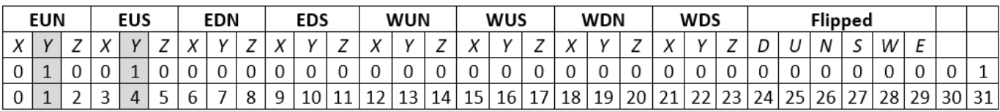 EUN EUS EDN EDS WUN WUS WDN WDS Flipped
X Y Z X Y Z X Y Z X Y Z X Y Z X Y Z X Y Z X Y Z D U N S W E
0 1 0 0 1 0 0 0 0 0 0 0 0 0 0 0 0 0 0 0 0 0 0 0 0 0 0 0 0 0 0 1
0 1 2 3 4 5 6 7 8 9 10 11 12 13 14 15 16 17 18 19 20 21 22 23 24 25 26 27 28 29 30 31